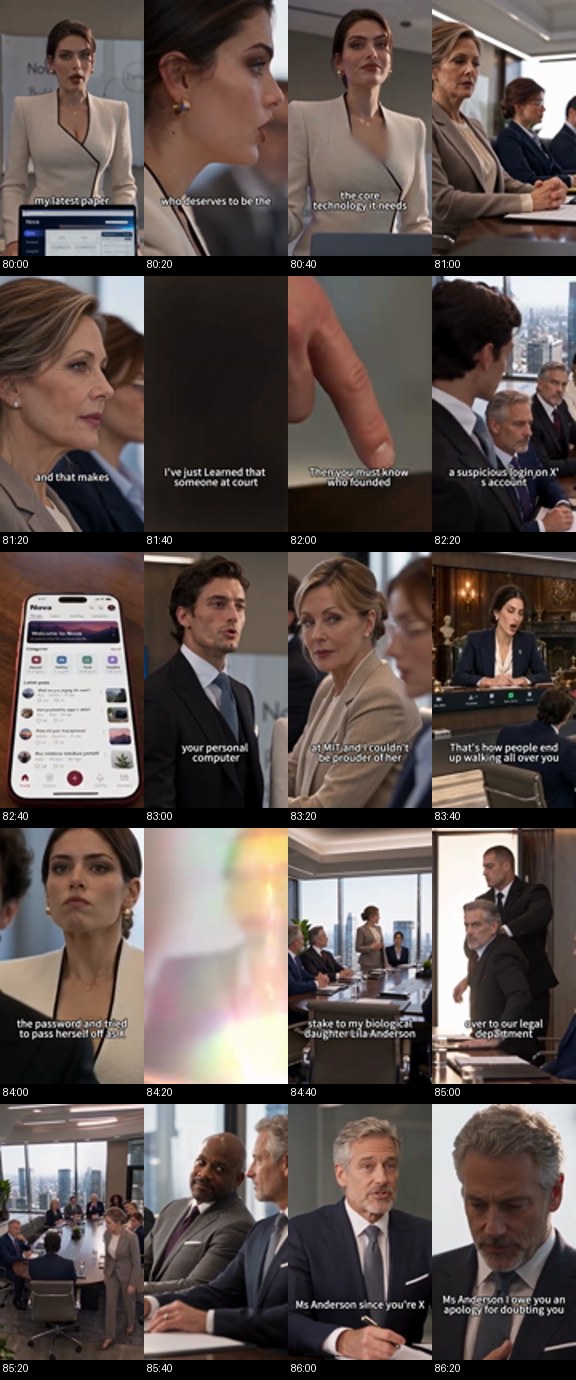 my latest paper
Nova
80:00
who deserves to be the
80:20
the core
technology it needs
80:40
81:00
and that makes
81:20
I've just Learned that
someone at court
81:40
Then you must know
who founded
82:00
a suspicious login on X'
s account
82:20
Nova
Welcome to Nova
Categories
Latest posts
82:40
your personal
computer
83:00
at MIT and I couldn't
be prouder of her
83:20
That's how people end
up walking all over you
83:40
the password and tried
to pass herself off as X
84:00
84:20
stake to my biological
daughter Lila Anderson
84:40
over to our legal
department
85:00
85:20
85:40
Ms Anderson since you're X
86:00
Ms Anderson I owe you an
apology for doubting you
86:20